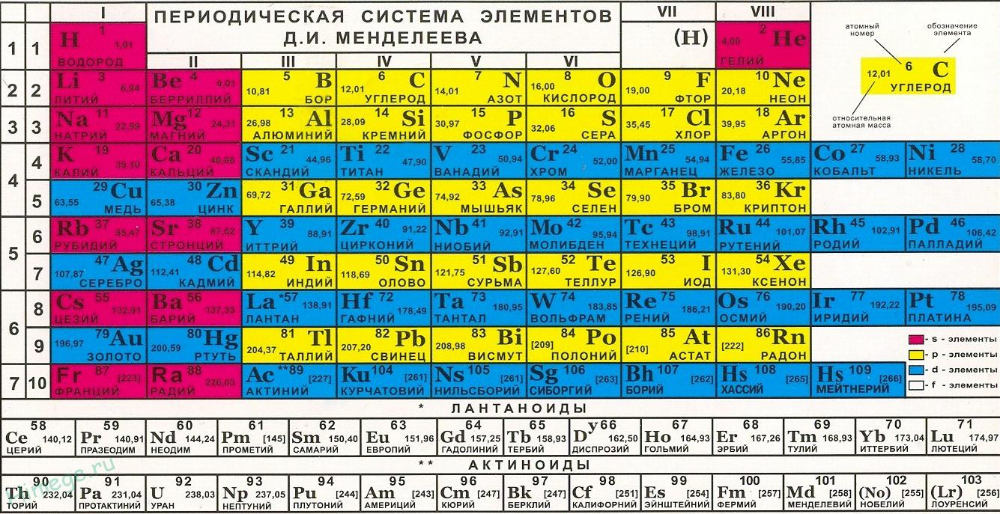 I ПЕРИОДИЧЕСКАЯ СИСТЕМА ЭЛЕМЕНТОВ VII VIII
Д.И. МЕНДЕЛЕЕВА
II III IV V VI
1 1 H 1 1,01 ВОДОРОД (H) 4,00 2 He ГЕЛИЙ
атомный номер
обозначение элемента
12,01 6 C УГЛЕРОД
относительная атомная масса
2 2 Li 3 6,94 ЛИТИЙ Be 4 9,01 БЕРРИЛЛИЙ 10,81 5 B БОР 12,01 6 C УГЛЕРОД 14,01 7 N АЗОТ 16,00 8 O КИСЛОРОД 19,00 9 F ФТОР 20,18 10 Ne НЕОН
3 3 Na 11 22,99 НАТРИЙ Mg 12 24,31 МАГНИЙ 26,98 13 Al АЛЮМИНИЙ 28,09 14 Si КРЕМНИЙ 30,97 15 P ФОСФОР 32,06 16 S СЕРА 35,45 17 Cl ХЛОР 39,95 18 Ar АРГОН
4 4 K 19 39,10 КАЛИЙ Ca 20 40,08 КАЛЬЦИЙ Sc 21 44,96 СКАНДИЙ Ti 22 47,90 ТИТАН V 23 50,94 ВАНАДИЙ Cr 24 52,00 ХРОМ Mn 25 54,94 МАРГАНЕЦ Fe 26 55,85 ЖЕЛЕЗО Co 27 58,93 КОБАЛЬТ Ni 28 58,70 НИКЕЛЬ
5 63,55 29 Cu МЕДЬ 65,38 30 Zn ЦИНК 69,72 31 Ga ГАЛЛИЙ 72,59 32 Ge ГЕРМАНИЙ 74,92 33 As МЫШЬЯК 78,96 34 Se СЕЛЕН 79,90 35 Br БРОМ 83,80 36 Kr КРИПТОН
5 6 Rb 37 85,47 РУБИДИЙ Sr 38 87,62 СТРОНЦИЙ Y 39 88,91 ИТТРИЙ Zr 40 91,22 ЦИРКОНИЙ Nb 41 92,91 НИОБИЙ Mo 42 95,94 МОЛИБДЕН Tc 43 98,91 ТЕХНЕЦИЙ Ru 44 101,07 РУТЕНИЙ Rh 45 102,91 РОДИЙ Pd 46 106,42 ПАЛЛАДИЙ
7 107,87 47 Ag СЕРЕБРО 112,41 48 Cd КАДМИЙ 114,82 49 In ИНДИЙ 118,69 50 Sn ОЛОВО 121,75 51 Sb СУРЬМА 127,60 52 Te ТЕЛЛУР 126,90 53 I ИОД 131,30 54 Xe КСЕНОН
6 8 Cs 55 132,91 ЦЕЗИЙ Ba 56 137,33 БАРИЙ La *57 138,91 ЛАНТАН Hf 72 178,49 ГАФНИЙ Ta 73 180,95 ТАНТАЛ W 74 183,85 ВОЛЬФРАМ Re 75 186,21 РЕНИЙ Os 76 190,20 ОСМИЙ Ir 77 192,22 ИРИДИЙ Pt 78 195,09 ПЛАТИНА
9 196,97 79 Au ЗОЛОТО 200,59 80 Hg РТУТЬ 204,37 81 Tl ТАЛЛИЙ 207,20 82 Pb СВИНЕЦ 208,98 83 Bi ВИСМУТ [209] 84 Po ПОЛОНИЙ [210] 85 At АСТАТ [222] 86 Rn РАДОН
7 10 Fr 87 [223] ФРАНЦИЙ Ra 88 226,03 РАДИЙ Ac **89 [227] АКТИНИЙ Ku 104 [261] КУРЧАТОВИЙ Ns 105 [261] НИЛЬСБОРИЙ Sg 106 [263] СИБОРГИЙ Bh 107 [262] БОРИЙ Hs 108 [265] ХАССИЙ Hs 109 [266] МЕЙТНЕРИЙ
- s - элементы
- p - элементы
- d - элементы
- f - элементы
* ЛАНТАНОИДЫ
58 59 60 61 62 63 64 65 66 67 68 69 70 71
Ce 140,12 Pr 140,91 Nd 144,24 Pm [145] Sm 150,40 Eu 151,96 Gd 157,25 Tb 158,93 Dy 162,50 Ho 164,93 Er 167,26 Tm 168,93 Yb 173,04 Lu 174,97
ЦЕРИЙ ПРАЗЕОДИМ НЕОДИМ ПРОМЕТИЙ САМАРИЙ ЕВРОПИЙ ГАДОЛИНИЙ ТЕРБИЙ ДИСПРОЗИЙ ГОЛЬМИЙ ЭРБИЙ ТУЛИЙ ИТТЕРБИЙ ЛЮТЕЦИЙ
** АКТИНОИДЫ
90 91 92 93 94 95 96 97 98 99 100 101 102 103
Th 232,04 Pa 231,04 U 238,03 Np 237,05 Pu [244] Am [243] Cm [247] Bk [247] Cf [251] Es [254] Fm [257] Md [258] (No) [255] (Lr) [256]
ТОРИЙ ПРОТАКТИНИЙ УРАН НЕПТУНИЙ ПЛУТОНИЙ АМЕРИЦИЙ КЮРИЙ БЕРКЛИЙ КАЛИФОРНИЙ ЭЙНШТЕЙНИЙ ФЕРМИЙ МЕНДЕЛЕВИЙ НОБЕЛИЙ ЛОУРЕНСИЙ